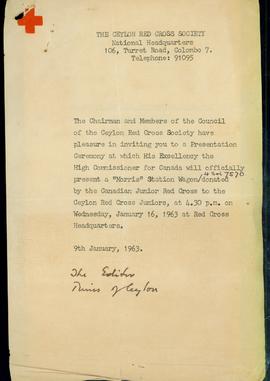 THE CEYLON RED CROSS SOCIETY
National Headquarters
106, Turret Road, Colombo 7.
Telephone: 91095
The Chairman and Members of the Council
of the Ceylon Red Cross Society have
pleasure in inviting you to a Presentation
Ceremony at which His Excellency the
High Commissioner for Canada will officially
present a "Morris" Station Wagon/donated
by the Canadian Junior Red Cross to the
Ceylon Red Cross Juniors, at 4.30 p.m. on
Wednesday, January 16, 1963 at Red Cross
Headquarters.
9th January, 1963.
The Editor
Times of Ceylon